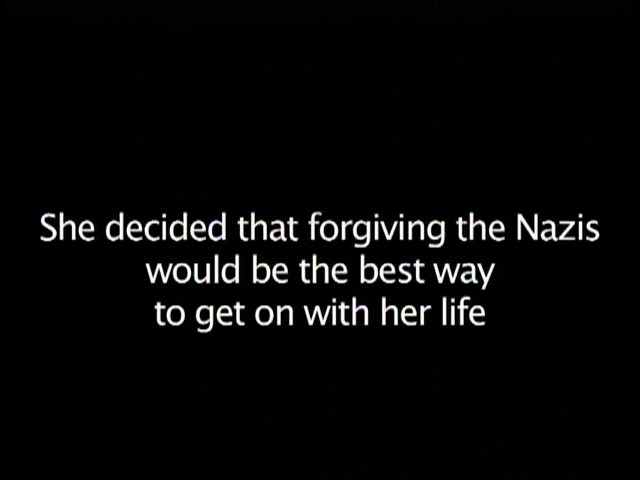 She decided that forgiving the Nazis
would be the best way
to get on with her life